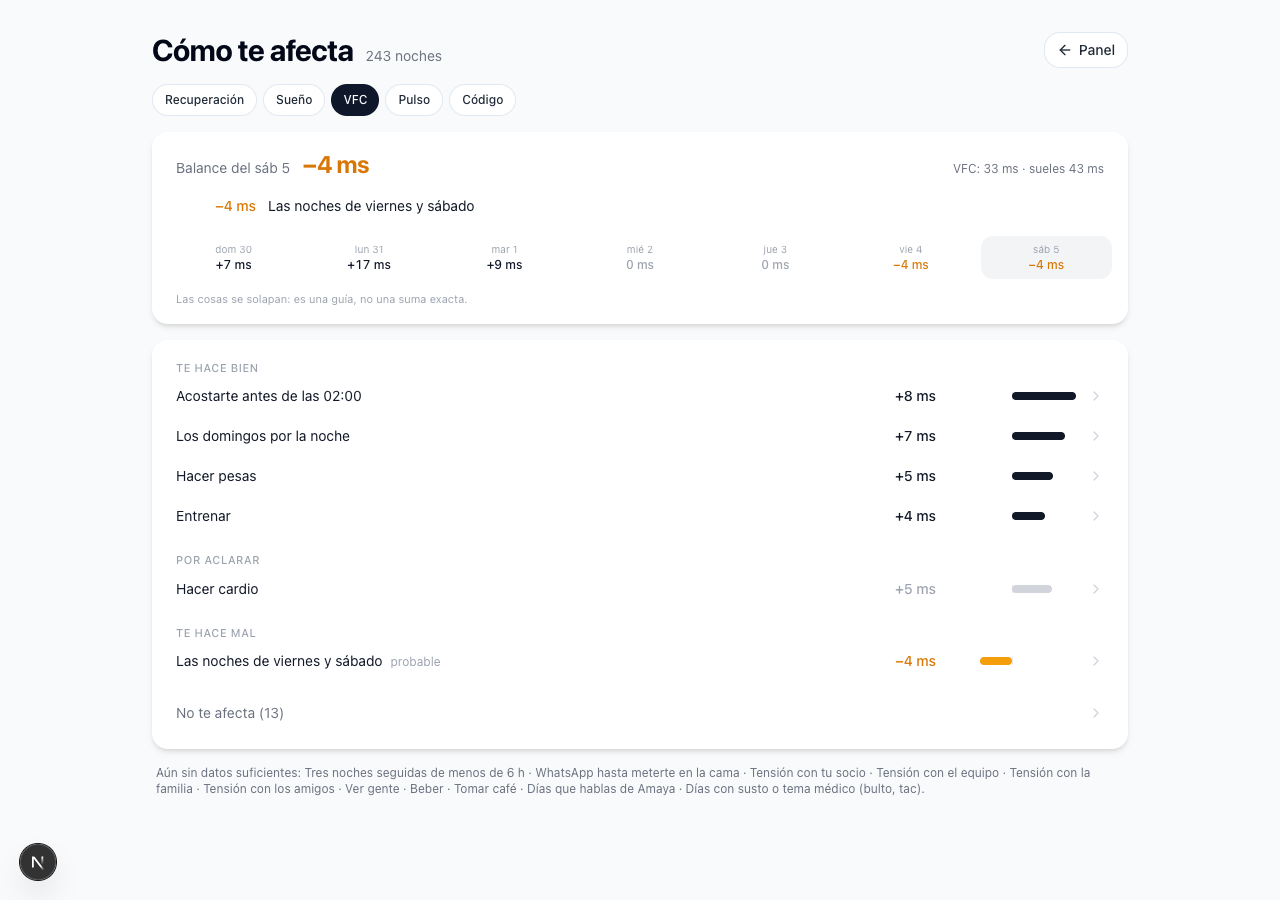 Cómo te afecta 243 noches
← Panel
Recuperación Sueño VFC Pulso Código
Balance del sáb 5 −4 ms VFC: 33 ms · sueles 43 ms
−4 ms Las noches de viernes y sábado
dom 30 lun 31 mar 1 mié 2 jue 3 vie 4 sáb 5
+7 ms +17 ms +9 ms 0 ms 0 ms −4 ms −4 ms
Las cosas se solapan: es una guía, no una suma exacta.
TE HACE BIEN
Acostarte antes de las 02:00 +8 ms
Los domingos por la noche +7 ms
Hacer pesas +5 ms
Entrenar +4 ms
POR ACLARAR
Hacer cardio +5 ms
TE HACE MAL
Las noches de viernes y sábado probable −4 ms
No te afecta (13)
Aún sin datos suficientes: Tres noches seguidas de menos de 6 h · WhatsApp hasta meterte en la cama · Tensión con tu socio · Tensión con el equipo · Tensión con la
familia · Tensión con los amigos · Ver gente · Beber · Tomar café · Días que hablas de Amaya · Días con susto o tema médico (bulto, tac).
N